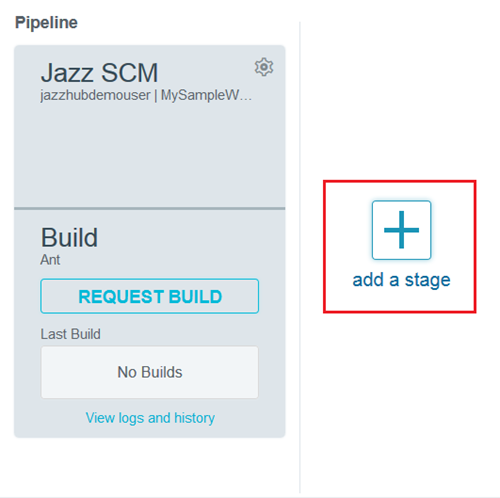 Pipeline
Jazz SCM
jazzhubdemouser | MySampleW...
Build
Ant
REQUEST BUILD
Last Build
No Builds
View logs and history
add a stage